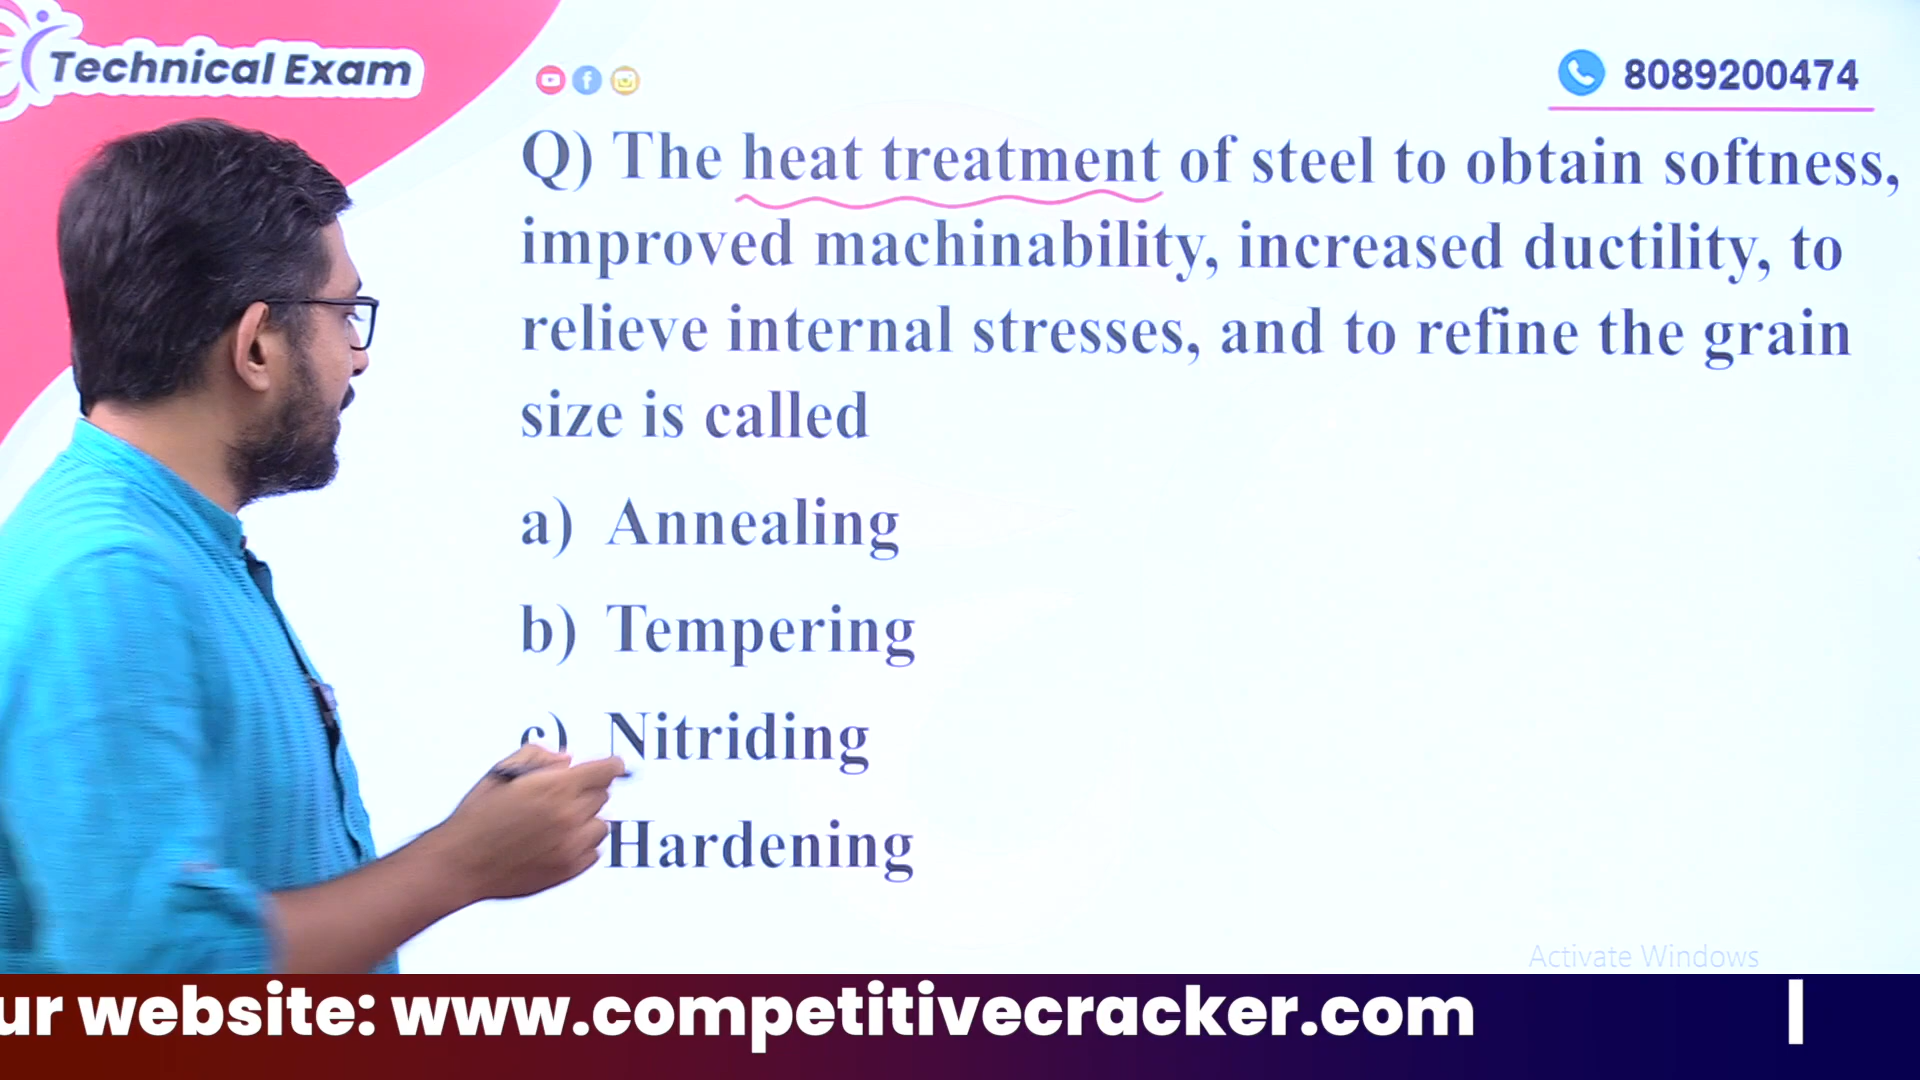 Technical Exam
8089200474
Q) The heat treatment of steel to obtain softness,
improved machinability, increased ductility, to
relieve internal stresses, and to refine the grain
size is called
a) Annealing
b) Tempering
c) Nitriding
Hardening
Activate Windows
ur website: www.competitivecracker.com